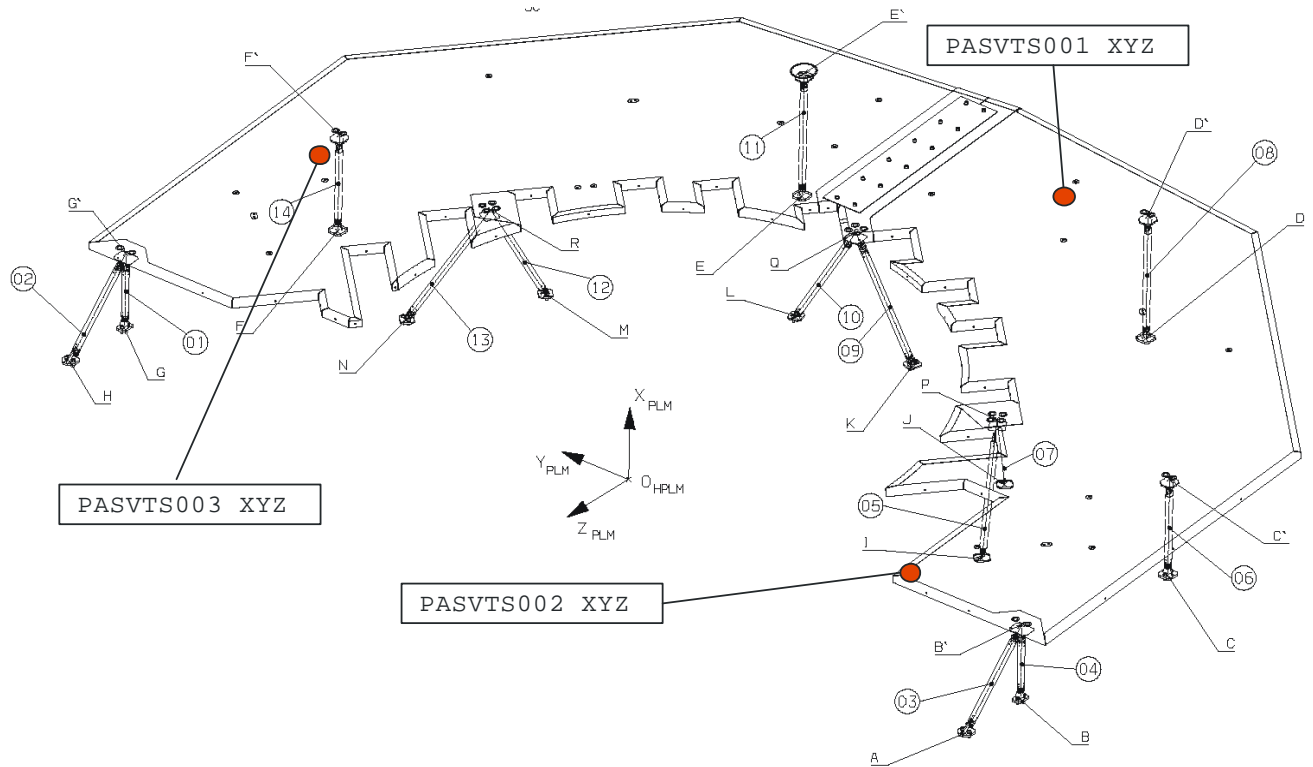 E`
PASVTS001 XYZ
F`
D`
11
08
14
G`
R
E
Q
D
02
12
L
10
F
01
M
13
09
N
G
H
X PLM
P
K
J
Y PLM
O HPLM
07
PASVTS003 XYZ
05
Z PLM
I
C`
06
PASVTS002 XYZ
B`
C
04
03
B
A